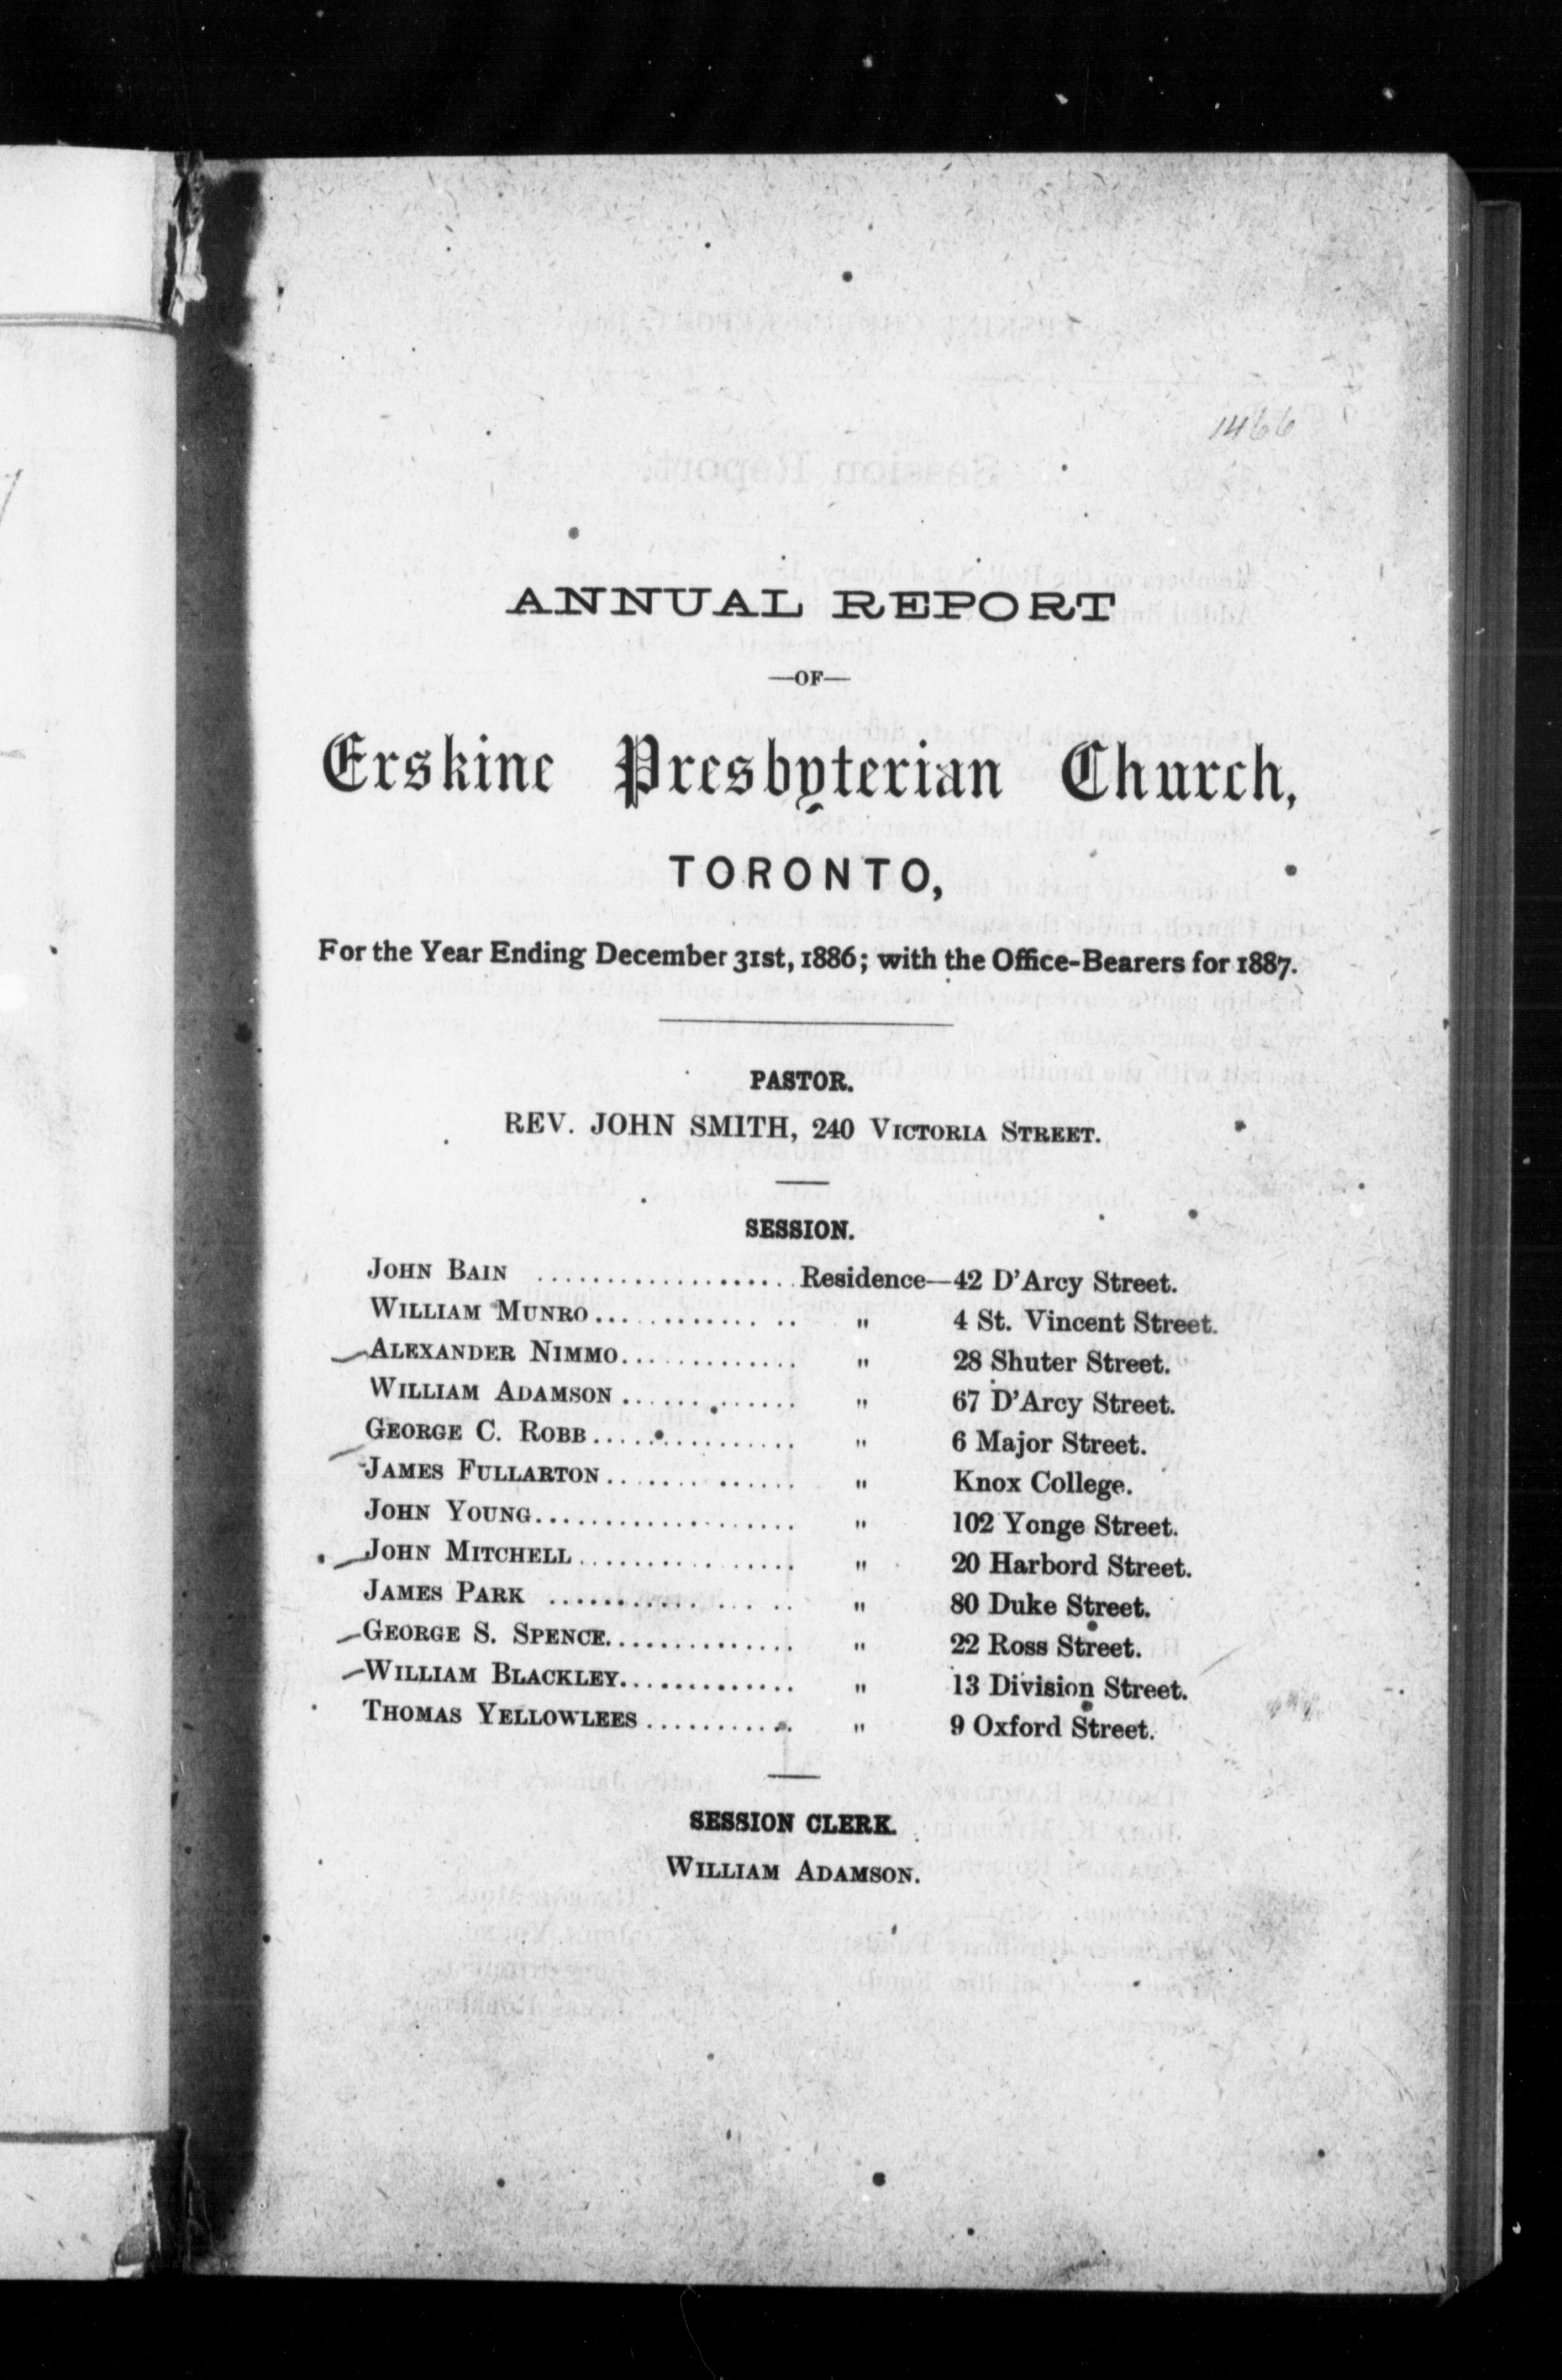 1466
ANNUAL REPORT
—OF—
Erskine Presbyterian Church,
TORONTO,
For the Year Ending December 31st, 1886; with the Office-Bearers for 1887.
PASTOR.
REV. JOHN SMITH, 240 VICTORIA STREET.
SESSION.
JOHN BAIN .................. Residence—42 D'Arcy Street.
WILLIAM MUNRO............ .. " 4 St. Vincent Street.
ALEXANDER NIMMO............. " 28 Shuter Street.
WILLIAM ADAMSON............. " 67 D'Arcy Street.
GEORGE C. ROBB............... " 6 Major Street.
JAMES FULLARTON........ ...... " Knox College.
JOHN YOUNG................... " 102 Yonge Street.
JOHN MITCHELL................ " 20 Harbord Street.
JAMES PARK .................. " 80 Duke Street.
GEORGE S. SPENCE.............. " 22 Ross Street.
WILLIAM BLACKLEY............. " 13 Division Street.
THOMAS YELLOWLEES........... " 9 Oxford Street.
SESSION CLERK.
WILLIAM ADAMSON.